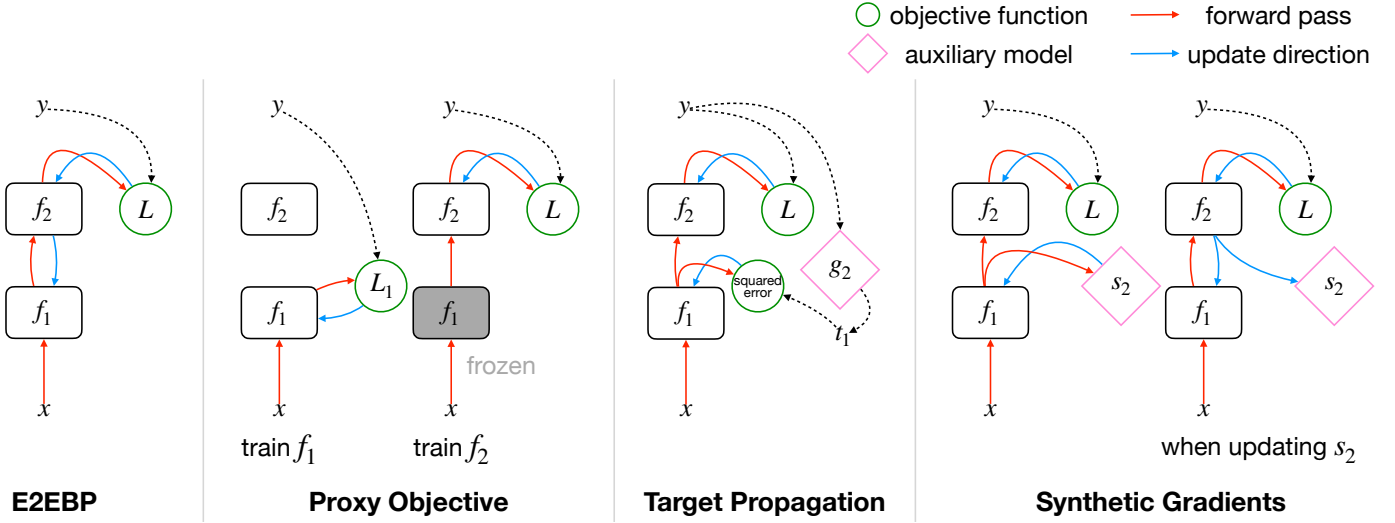 objective function
forward pass
auxiliary model
update direction
y
f₂
L
f₁
x
E2EBP
y
f₂
L₁
f₁
x
train f₁
y
f₂
L
f₁
frozen
x
train f₂
Proxy Objective
y
f₂
L
g₂
squared
error
f₁
t₁
x
Target Propagation
y
f₂
L
s₂
f₁
x
y
f₂
L
s₂
f₁
x
when updating s₂
Synthetic Gradients